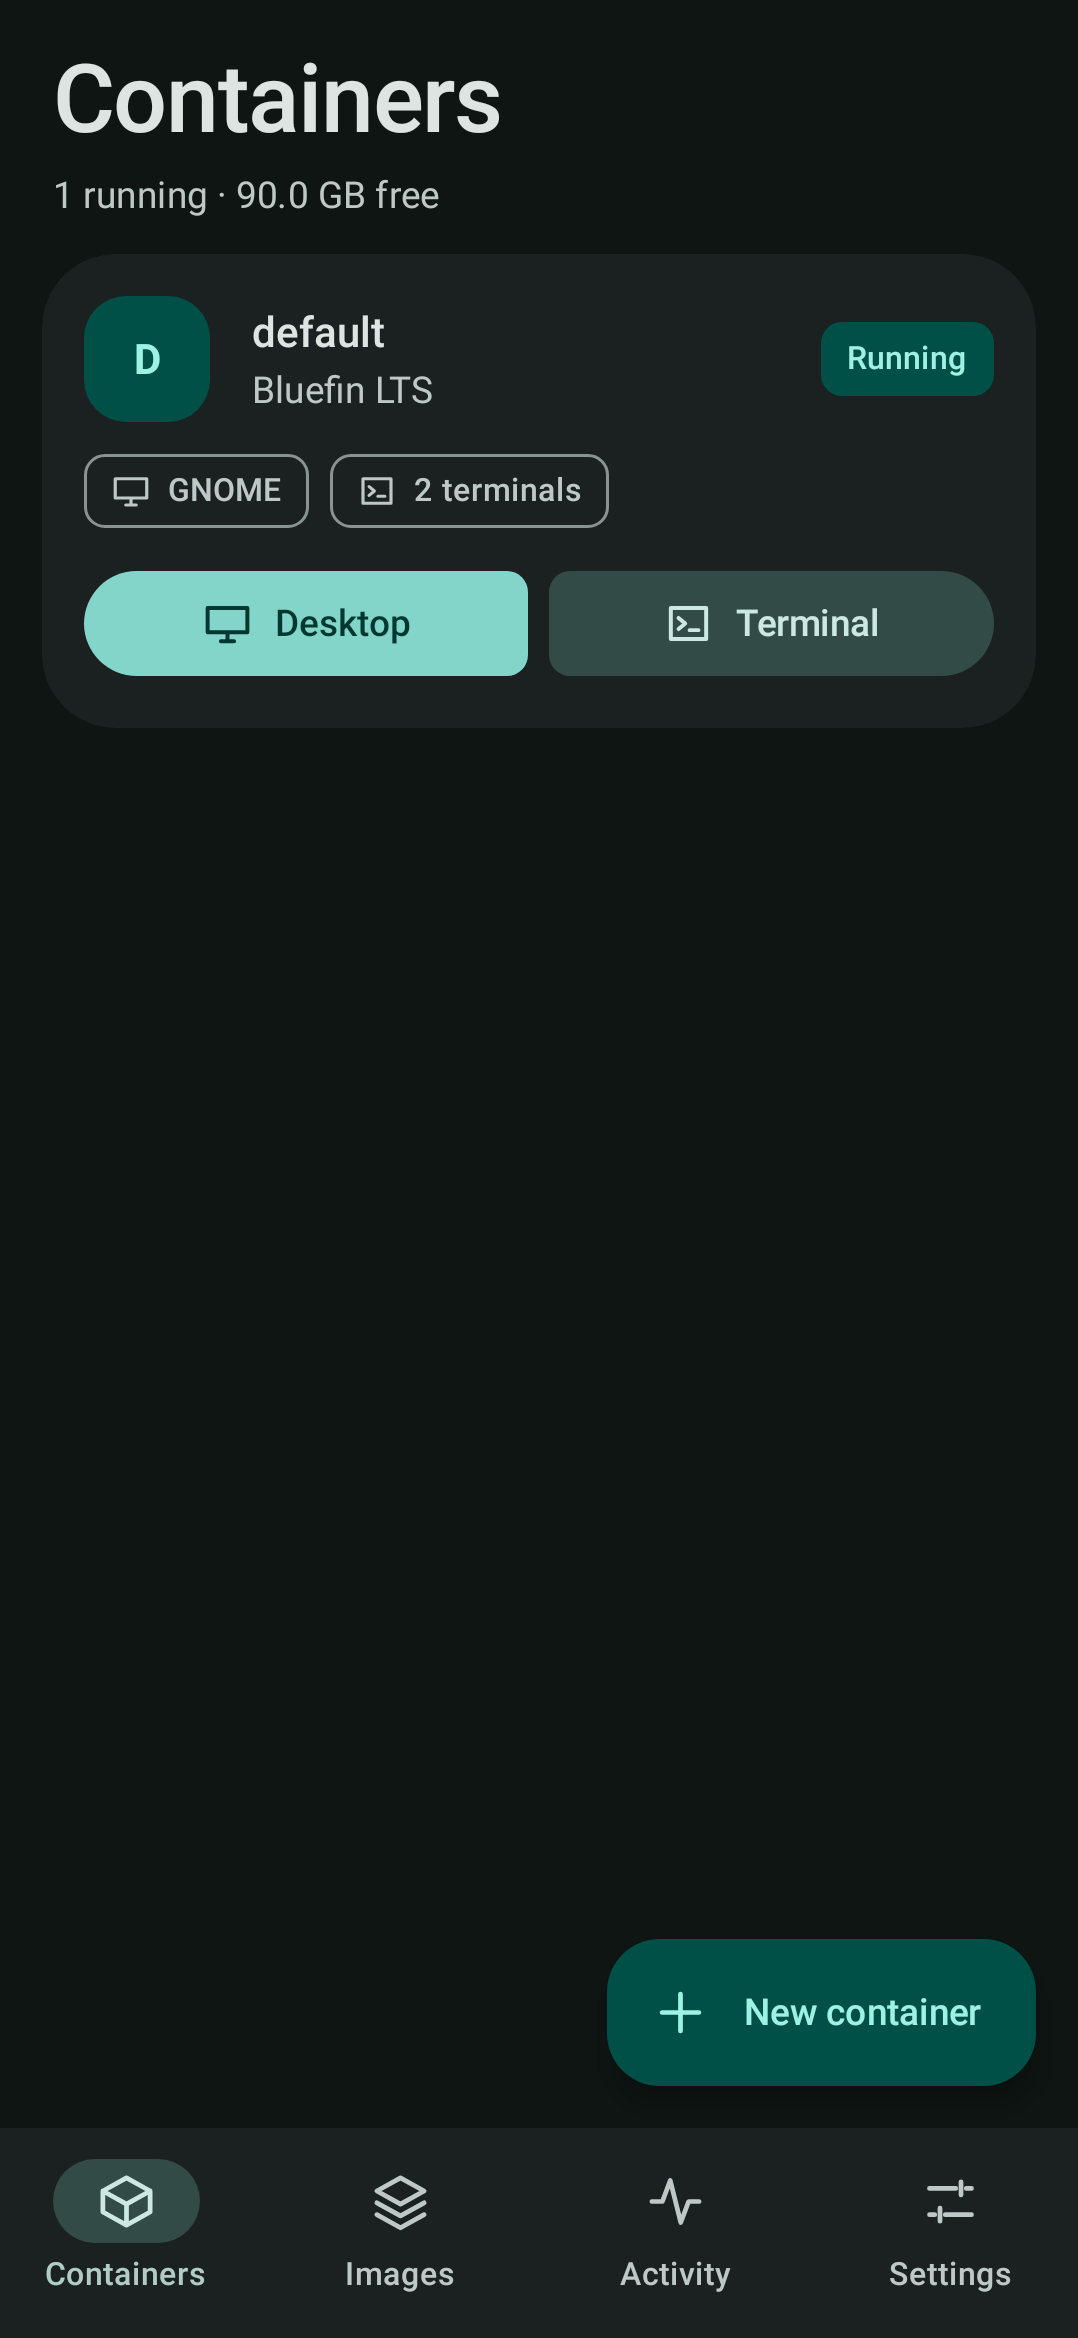 Containers
1 running · 90.0 GB free
D
default
Bluefin LTS
Running
GNOME
2 terminals
Desktop
Terminal
New container
Containers
Images
Activity
Settings